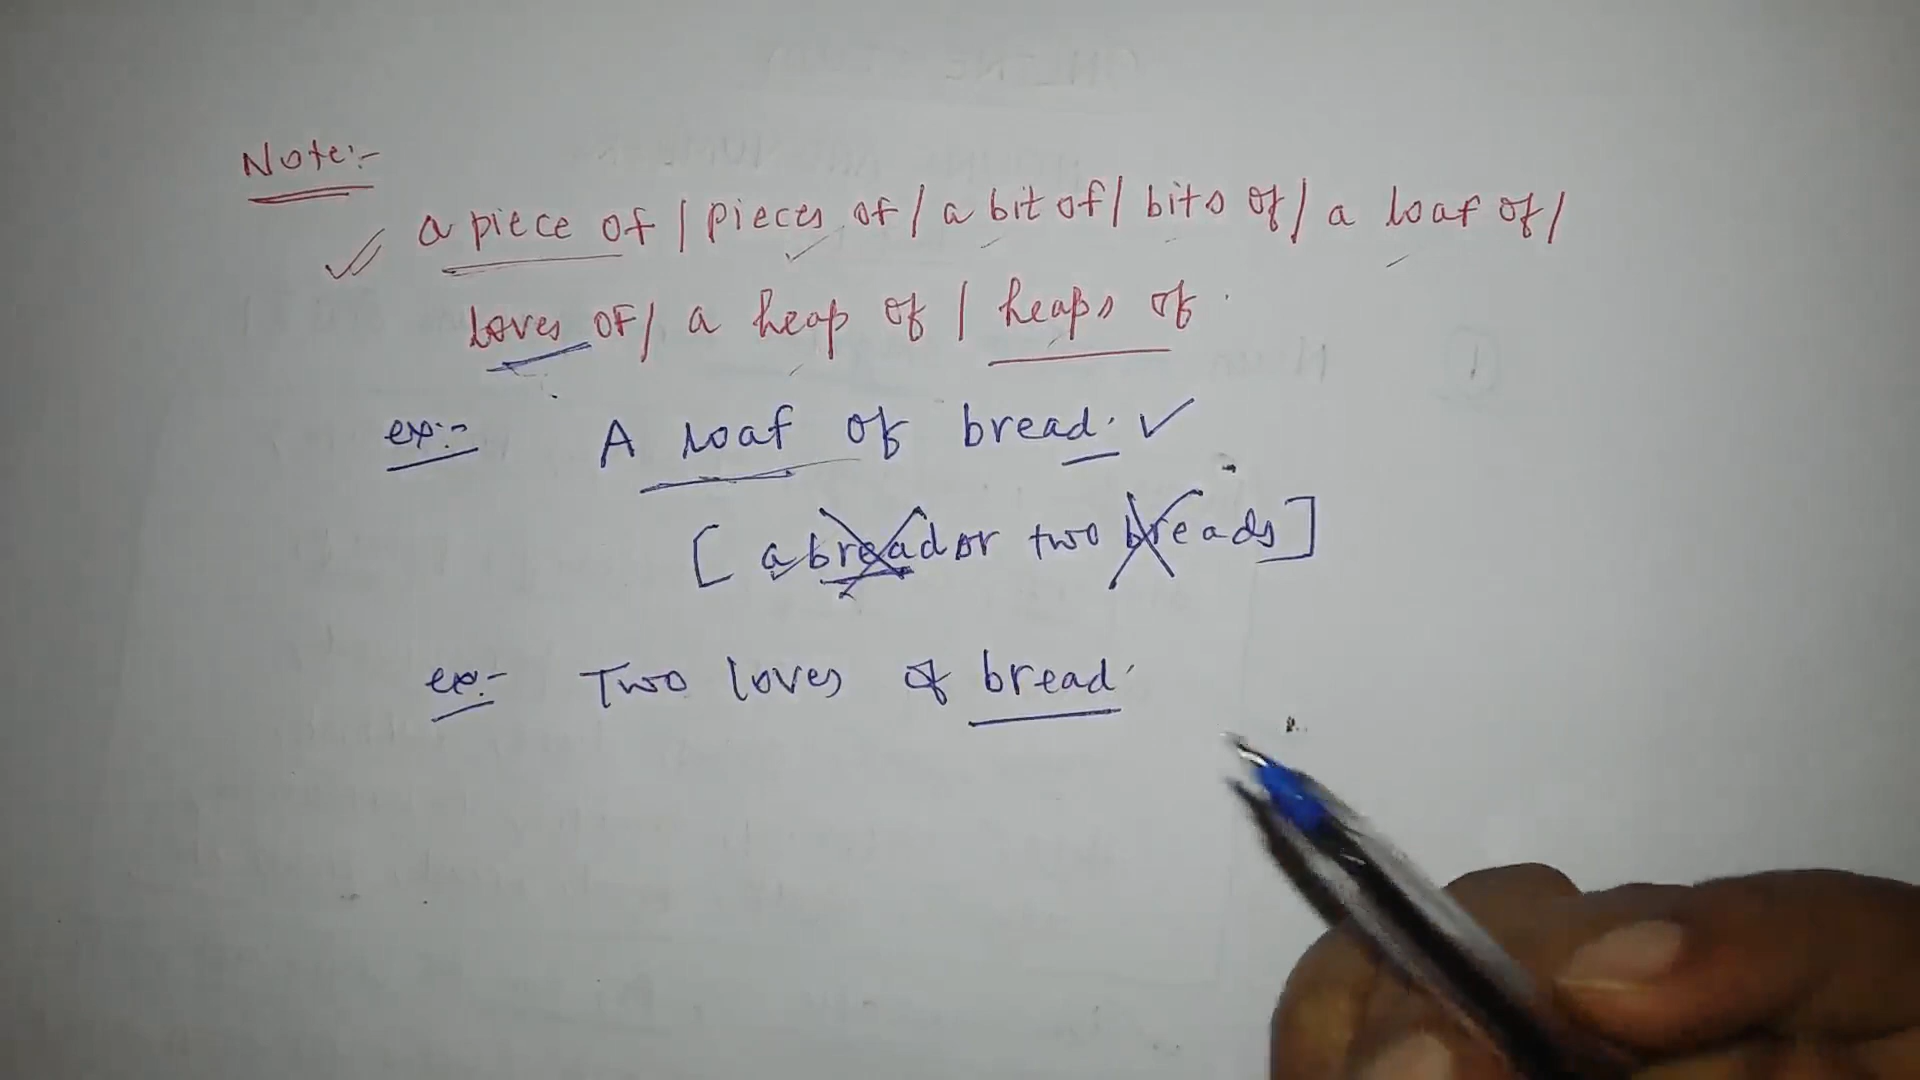 Note:-
a piece of / pieces of / a bit of / bits of / a loaf of /
loves of / a heap of / heaps of.
ex:- A loaf of bread.
[a bread or two breads]
ex:- Two loves of bread.